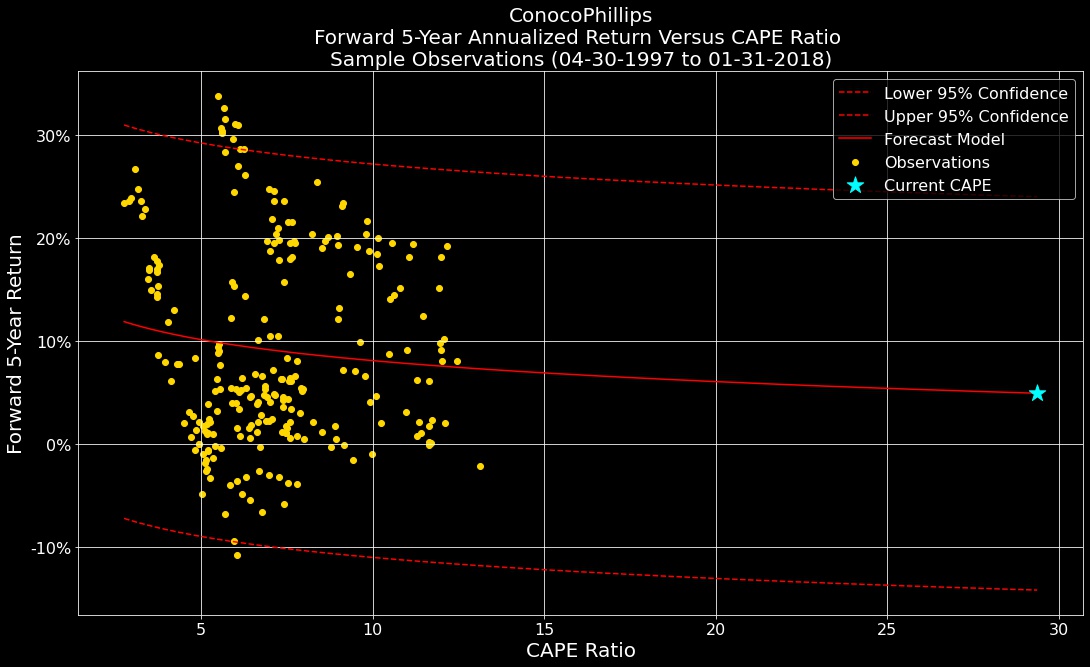 ConocoPhillips
Forward 5-Year Annualized Return Versus CAPE Ratio
Sample Observations (04-30-1997 to 01-31-2018)
Lower 95% Confidence
Upper 95% Confidence
Forecast Model
Observations
Current CAPE
Forward 5-Year Return
30%
20%
10%
0%
-10%
5
10
15
20
25
30
CAPE Ratio